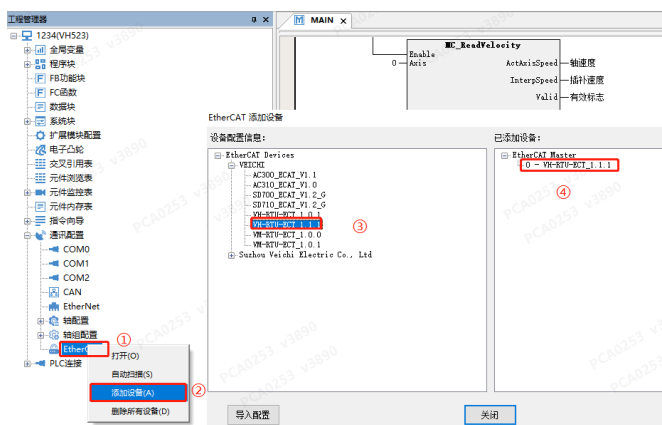 工程管理器
MAIN
1234(VH523)
全局变量
程序块
FB功能块
FC函数
数据块
系统块
扩展模块配置
电子凸轮
交叉引用表
元件浏览表
元件监控表
元件内存表
指令向导
通讯配置
COM0
COM1
COM2
CAN
EtherNet
轴配置
轴组配置
EtherC
PLC连接
①
打开(O)
自动扫描(S)
② 添加设备(A)
删除所有设备(D)
MC_ReadVelocity
Enable
0 Axis ActAxisSpeed 轴速度
InterpSpeed 插补速度
Valid 有效标志
EtherCAT 添加设备
设备配置信息:
EtherCAT Devices
VEICHI
AC300_ECAT_V1.1
AC310_ECAT_V1.0
SD700_ECAT_V1.2_G
SD710_ECAT_V1.2_G
VH-RTU-ECT_1.0.1
VH-RTU-ECT_1.1.1
③
VM-RTU-ECT_1.0.0
VM-RTU-ECT_1.0.1
Suzhou Veichi Electric Co., Ltd
已添加设备:
EtherCAT Master
0 - VH-RTU-ECT_1.1.1
④
导入配置
关闭
PCA0253 v3890